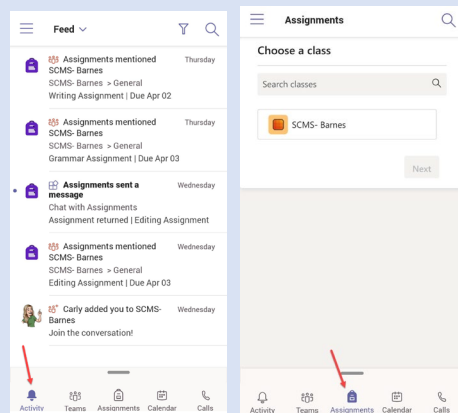 Feed
Assignments mentioned Thursday
SCMS- Barnes
SCMS- Barnes > General
Writing Assignment | Due Apr 02
Assignments mentioned Thursday
SCMS- Barnes
SCMS- Barnes > General
Grammar Assignment | Due Apr 03
Assignments sent a Wednesday
message
Chat with Assignments
Assignment returned | Editing Assignment
Assignments mentioned Wednesday
SCMS- Barnes
SCMS- Barnes > General
Editing Assignment | Due Apr 03
Carly added you to SCMS- Wednesday
Barnes
Join the conversation!
Activity Teams Assignments Calendar Calls
Assignments
Choose a class
Search classes
SCMS- Barnes
Next
Activity Teams Assignments Calendar Calls